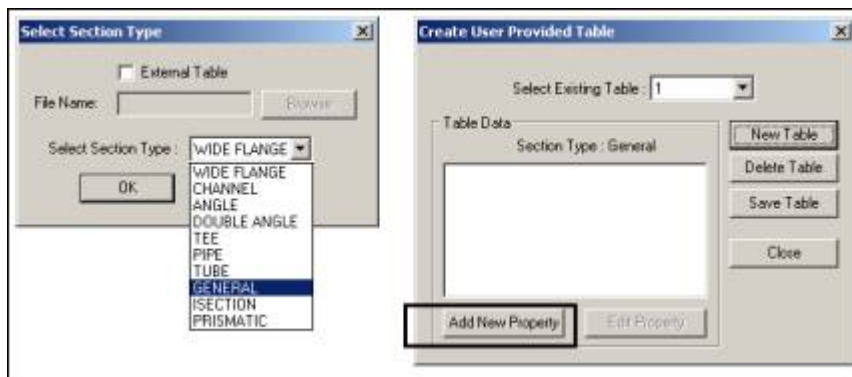 Select Section Type
External Table
File Name:
Browse
Select Section Type :
WIDE FLANGE
OK
WIDE FLANGE
CHANNEL
ANGLE
DOUBLE ANGLE
TEE
PIPE
TUBE
GENERAL
ISECTION
PRISMATIC
Create User Provided Table
Select Existing Table : 1
Table Data
Section Type : General
New Table
Delete Table
Save Table
Close
Add New Property
Edit Property